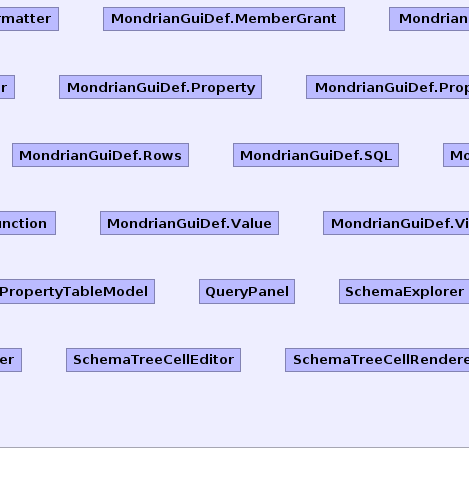 rmatter MondrianGuiDef.MemberGrant Mondrian
r MondrianGuiDef.Property MondrianGuiDef.Prop
MondrianGuiDef.Rows MondrianGuiDef.SQL Mo
unction MondrianGuiDef.Value MondrianGuiDef.Vi
PropertyTableModel QueryPanel SchemaExplorer
er SchemaTreeCellEditor SchemaTreeCellRendere